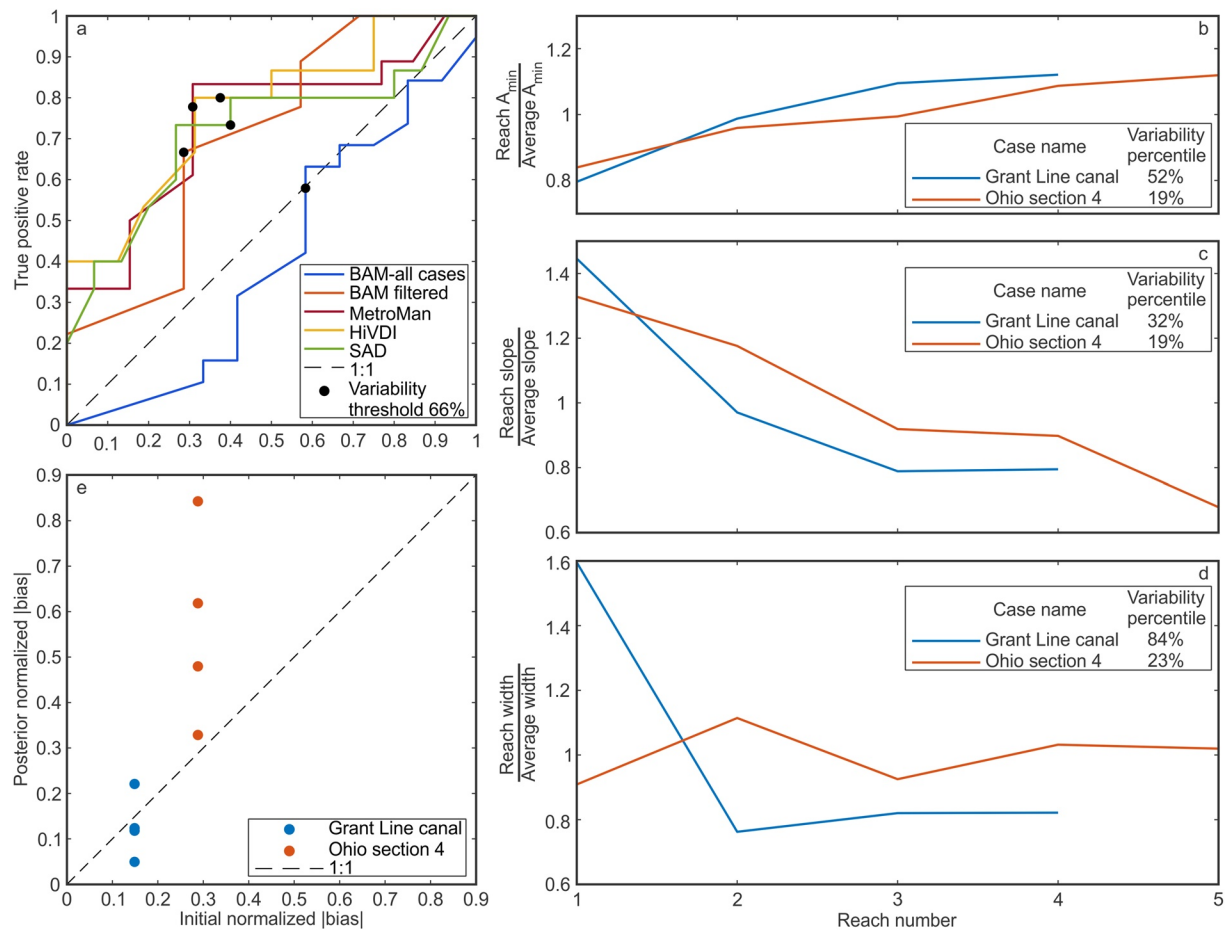 a
1
0.9
0.8
0.7
0.6
0.5
0.4
0.3
0.2
0.1
0
True positive rate
BAM-all cases
BAM filtered
MetroMan
HiVDI
SAD
1:1
Variability
threshold 66%
0 0.1 0.2 0.3 0.4 0.5 0.6 0.7 0.8 0.9 1
b
1.2
1
0.8
Reach Amin
Average Amin
Case name Variability
percentile
Grant Line canal 52%
Ohio section 4 19%
c
1.4
1.2
1
0.8
0.6
Reach slope
Average slope
Case name Variability
percentile
Grant Line canal 32%
Ohio section 4 19%
e
0.9
0.8
0.7
0.6
0.5
0.4
0.3
0.2
0.1
0
Posterior normalized |bias|
Grant Line canal
Ohio section 4
1:1
0 0.1 0.2 0.3 0.4 0.5 0.6 0.7 0.8 0.9
Initial normalized |bias|
d
1.6
1.4
1.2
1
0.8
0.6
Reach width
Average width
Case name Variability
percentile
Grant Line canal 84%
Ohio section 4 23%
1 2 3 4 5
Reach number